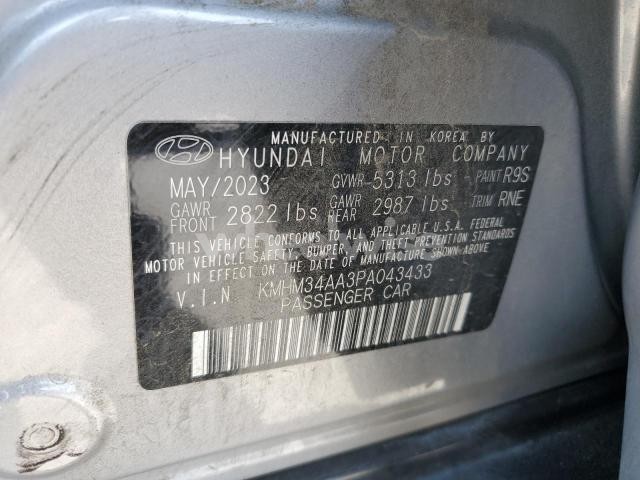 MANUFACTURED IN KOREA BY
HYUNDAI MOTOR COMPANY
MAY/2023 GVWR 5313 lbs PAINT R9S
GAWR FRONT 2822 lbs GAWR REAR 2987 lbs TRIM RNE
THIS VEHICLE CONFORMS TO ALL APPLICABLE U.S.A. FEDERAL
MOTOR VEHICLE SAFETY, BUMPER, AND THEFT PREVENTION STANDARDS
IN EFFECT ON THE DATE OF MANUFACTURE SHOWN ABOVE.
V.I.N KMHM34AA3PA043433
PASSENGER CAR